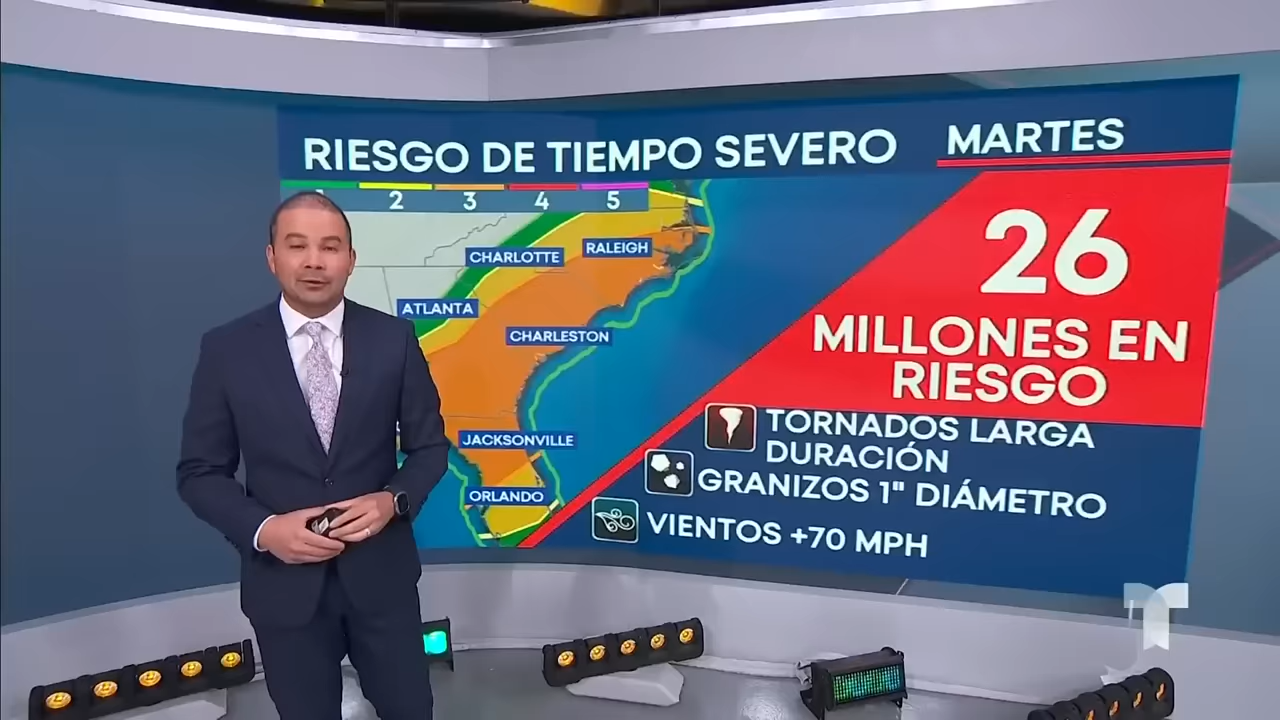 RIESGO DE TIEMPO SEVERO
MARTES
2 3 4 5
26
MILLONES EN
RIESGO
CHARLOTTE
RALEIGH
ATLANTA
CHARLESTON
JACKSONVILLE
ORLANDO
TORNADOS LARGA
DURACIÓN
GRANIZOS 1" DIÁMETRO
VIENTOS +70 MPH
T